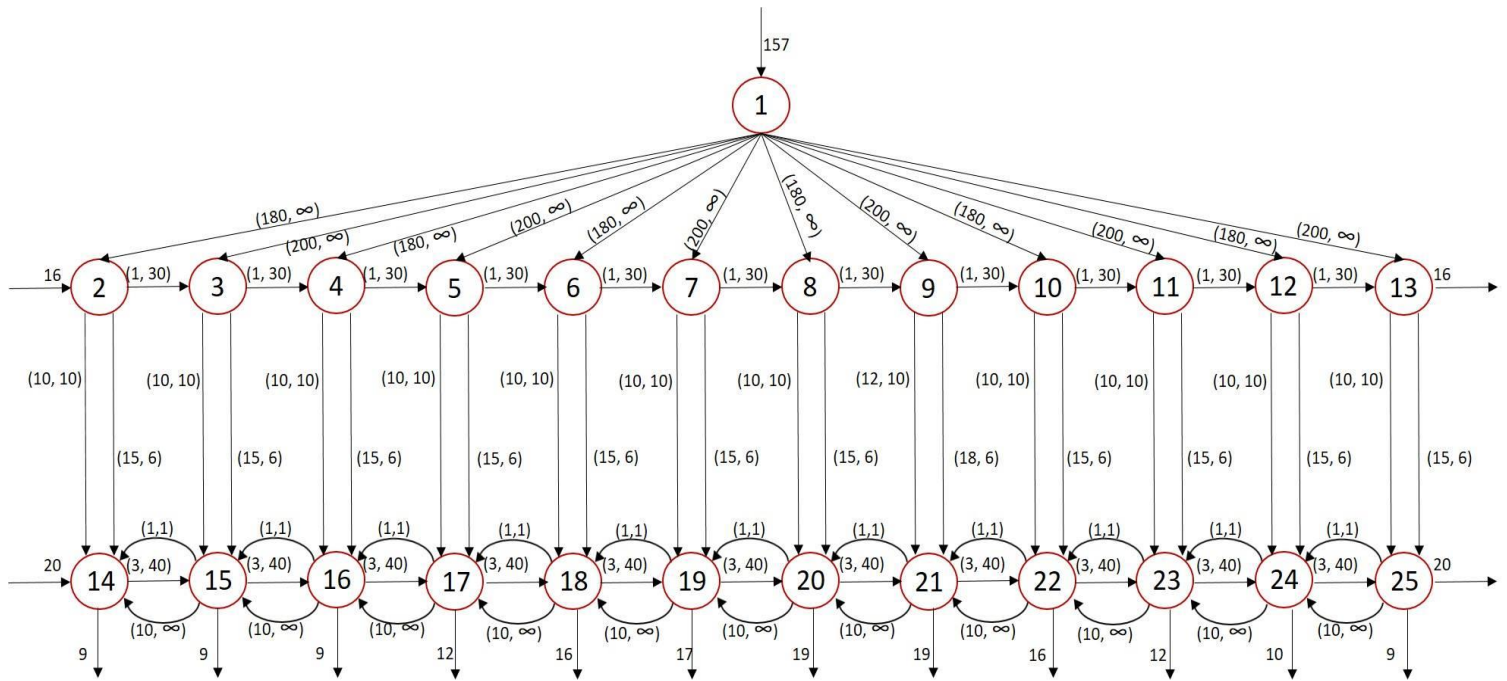 157
1
(180, ∞) (200, ∞) (180, ∞) (200, ∞) (180, ∞) (200, ∞) (180, ∞) (200, ∞) (180, ∞) (200, ∞) (180, ∞) (200, ∞)
16 (1, 30) (1, 30) (1, 30) (1, 30) (1, 30) (1, 30) (1, 30) (1, 30) (1, 30) (1, 30) (1, 30) 16
2 3 4 5 6 7 8 9 10 11 12 13
(10, 10) (10, 10) (10, 10) (10, 10) (10, 10) (10, 10) (10, 10) (12, 10) (10, 10) (10, 10) (10, 10) (10, 10)
(15, 6) (15, 6) (15, 6) (15, 6) (15, 6) (15, 6) (15, 6) (18, 6) (15, 6) (15, 6) (15, 6) (15, 6)
(1,1) (1,1) (1,1) (1,1) (1,1) (1,1) (1,1) (1,1) (1,1) (1,1) (1,1)
20 (3, 40) (3, 40) (3, 40) (3, 40) (3, 40) (3, 40) (3, 40) (3, 40) (3, 40) (3, 40) (3, 40) 20
14 15 16 17 18 19 20 21 22 23 24 25
(10, ∞) (10, ∞) (10, ∞) (10, ∞) (10, ∞) (10, ∞) (10, ∞) (10, ∞) (10, ∞) (10, ∞) (10, ∞)
9 9 9 12 16 17 19 19 16 12 10 9